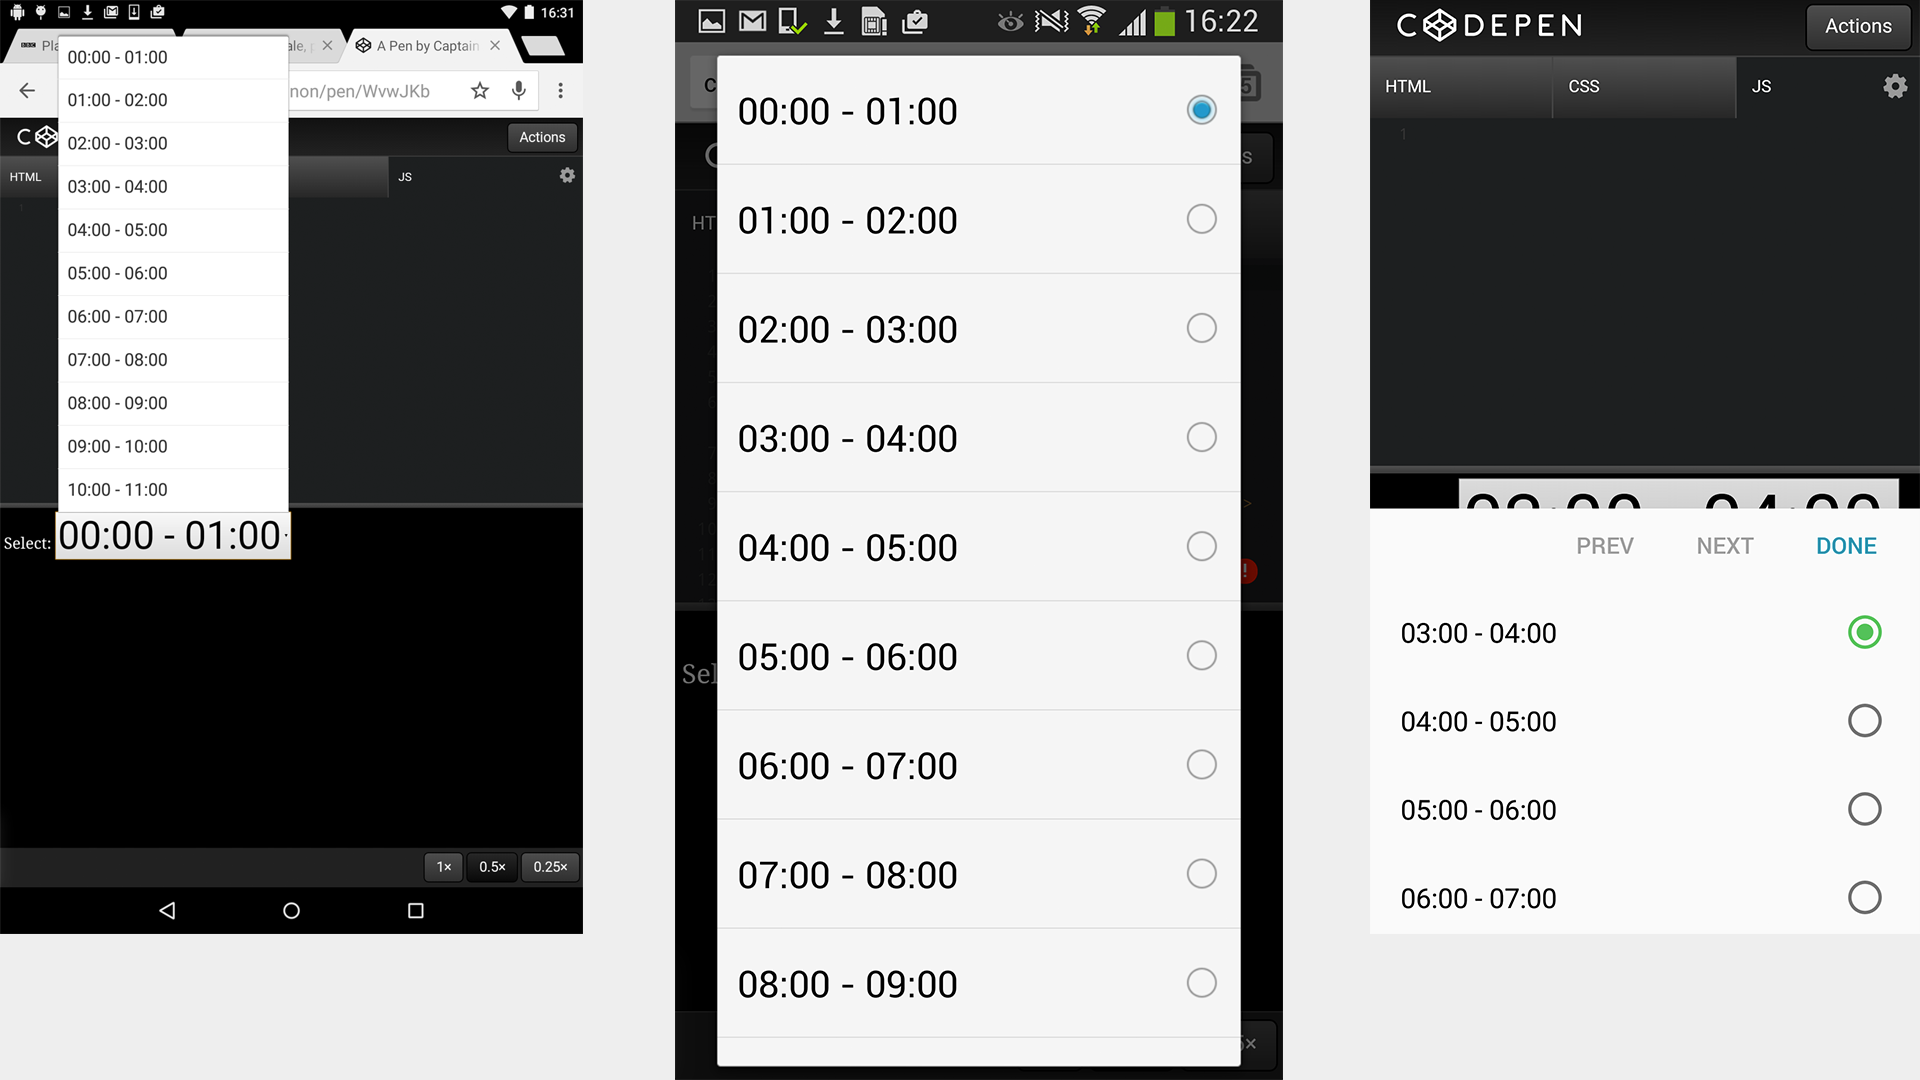 16:31
Pla
ale, p
A Pen by Captain
non/pen/WvwJKb
Actions
HTML
JS
1
00:00 - 01:00
01:00 - 02:00
02:00 - 03:00
03:00 - 04:00
04:00 - 05:00
05:00 - 06:00
06:00 - 07:00
07:00 - 08:00
08:00 - 09:00
09:00 - 10:00
10:00 - 11:00
Select: 00:00 - 01:00
1× 0.5× 0.25×
16:22
C
5
s
HT
00:00 - 01:00
01:00 - 02:00
02:00 - 03:00
03:00 - 04:00
04:00 - 05:00
05:00 - 06:00
06:00 - 07:00
07:00 - 08:00
08:00 - 09:00
Sel
CODEPEN
Actions
HTML CSS JS
1
PREV NEXT DONE
03:00 - 04:00
04:00 - 05:00
05:00 - 06:00
06:00 - 07:00